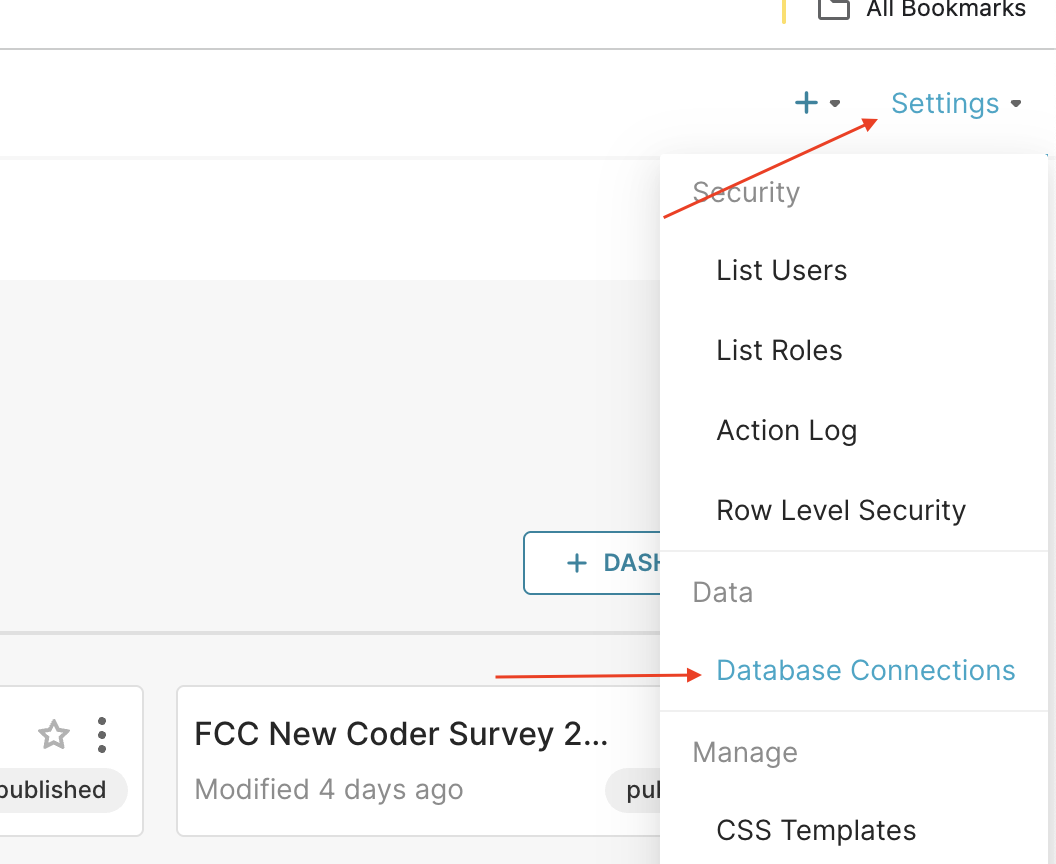 All Bookmarks
+ Settings
Security
List Users
List Roles
Action Log
Row Level Security
+ DASH
Data
Database Connections
FCC New Coder Survey 2...
Modified 4 days ago
published
pul
Manage
CSS Templates